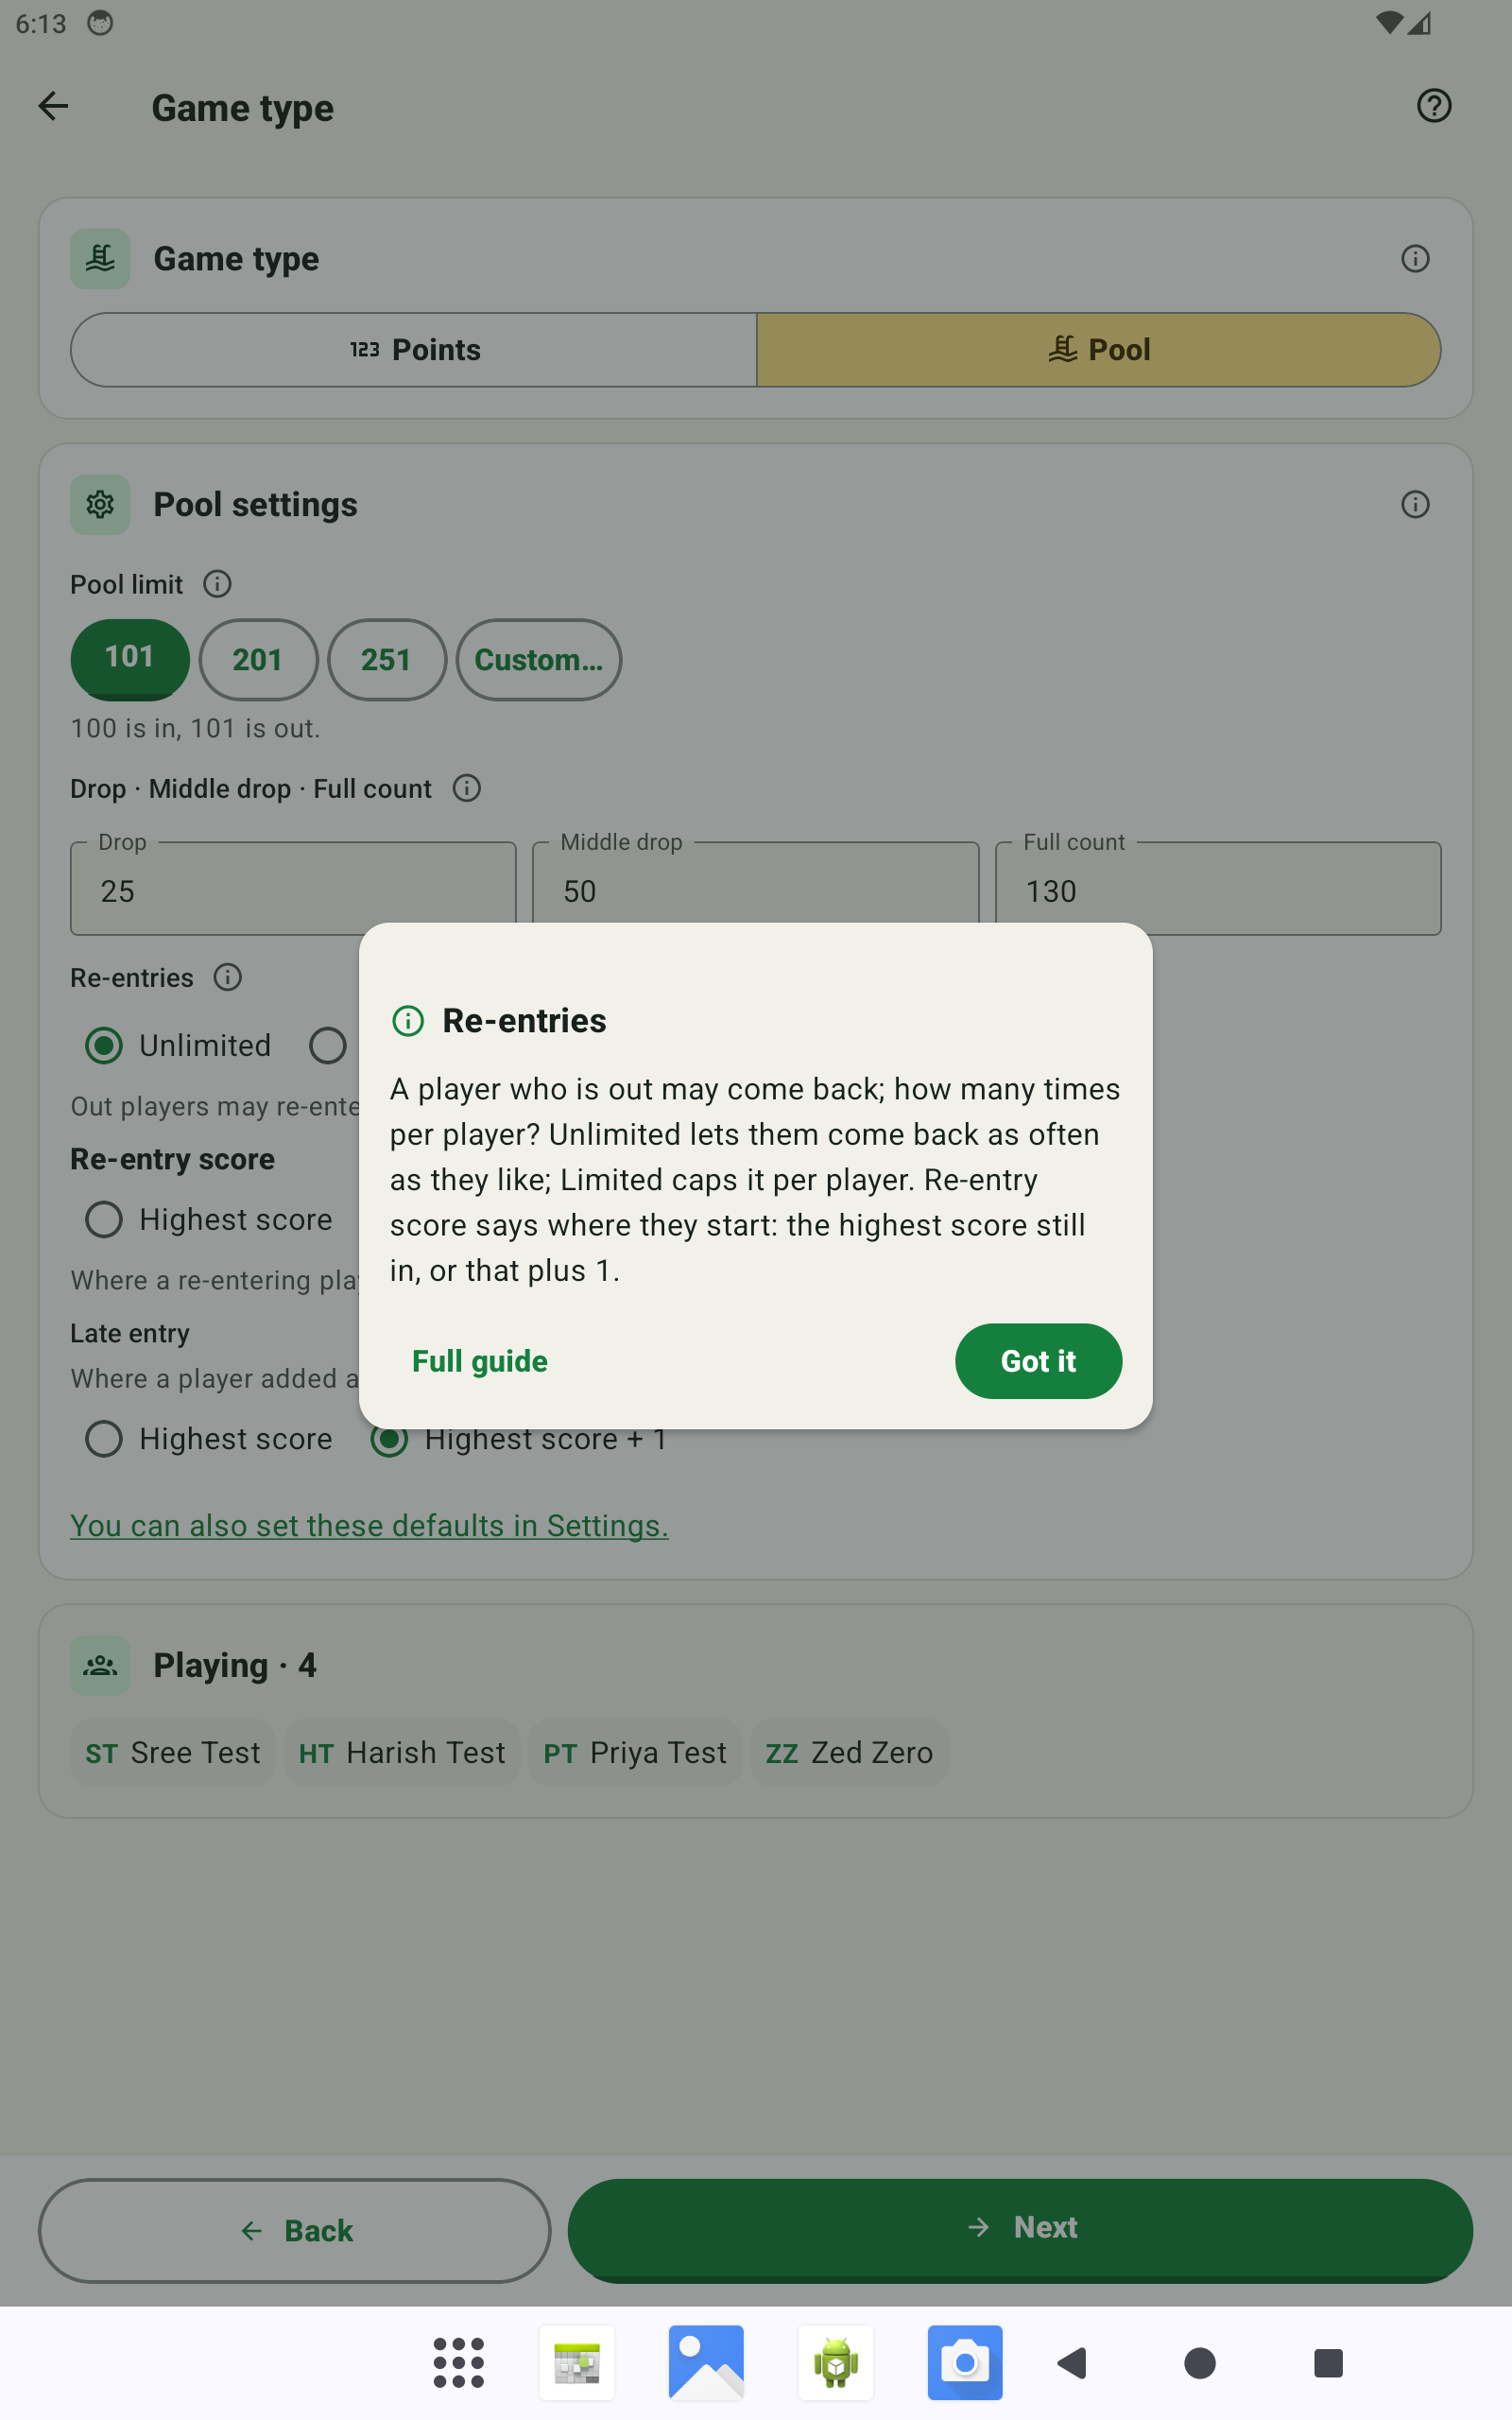 6:13
Game type
Game type
123 Points
Pool
Pool settings
Pool limit
101
201
251
Custom...
100 is in, 101 is out.
Drop · Middle drop · Full count
Drop
Middle drop
Full count
25
50
130
Re-entries
Unlimited
Out players may re-ente
Re-entry score
Highest score
Where a re-entering play
Late entry
Where a player added a
Highest score
Highest score + 1
You can also set these defaults in Settings.
Re-entries
A player who is out may come back; how many times
per player? Unlimited lets them come back as often
as they like; Limited caps it per player. Re-entry
score says where they start: the highest score still
in, or that plus 1.
Full guide
Got it
Playing · 4
ST Sree Test
HT Harish Test
PT Priya Test
ZZ Zed Zero
Back
Next